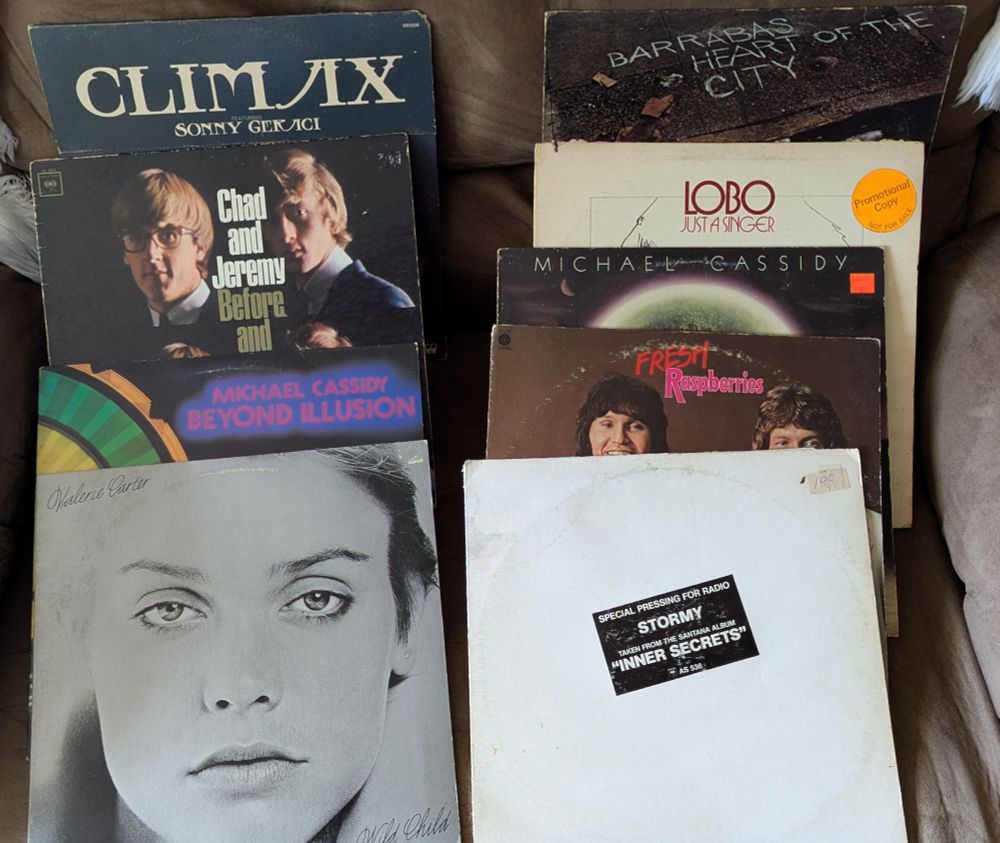 CLIMAX
FEATURING
SONNY GERACI
Chad
and
Jeremy
Before
and
MICHAEL CASSIDY
BEYOND ILLUSION
Valerie Carter
Wild Child
BARRABAS
HEART OF THE
CITY
LOBO
JUST A SINGER
Promotional
Copy
NOT FOR SALE
MICHAEL CASSIDY
FRESH
Raspberries
100
SPECIAL PRESSING FOR RADIO
STORMY
TAKEN FROM THE SANTANA ALBUM
"INNER SECRETS"
AS 538